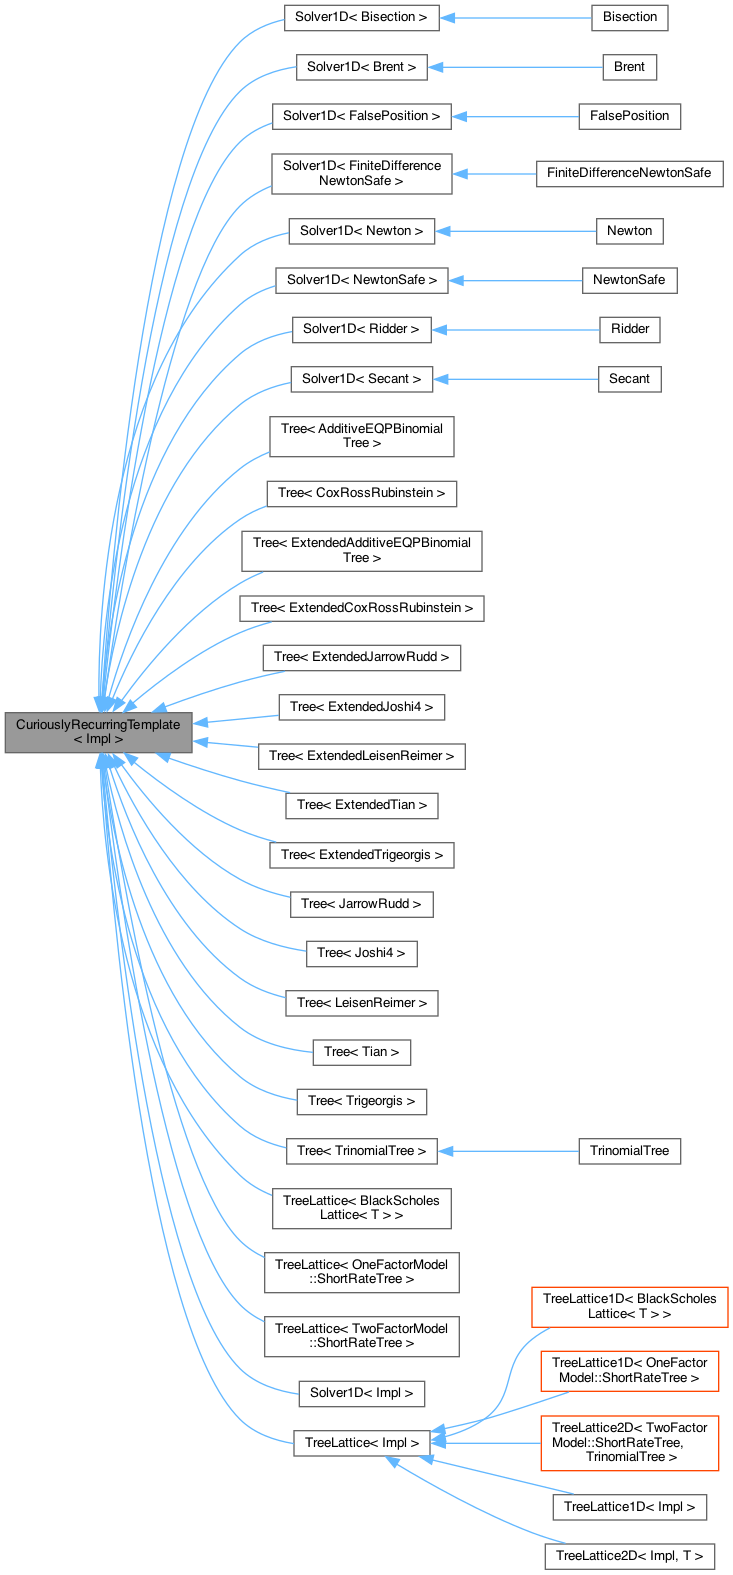 Solver1D< Bisection >
Bisection
Solver1D< Brent >
Brent
Solver1D< FalsePosition >
FalsePosition
Solver1D< FiniteDifference
NewtonSafe >
FiniteDifferenceNewtonSafe
Solver1D< Newton >
Newton
Solver1D< NewtonSafe >
NewtonSafe
Solver1D< Ridder >
Ridder
Solver1D< Secant >
Secant
Tree< AdditiveEQPBinomial
Tree >
Tree< CoxRossRubinstein >
Tree< ExtendedAdditiveEQPBinomial
Tree >
Tree< ExtendedCoxRossRubinstein >
Tree< ExtendedJarrowRudd >
Tree< ExtendedJoshi4 >
CuriouslyRecurringTemplate
< Impl >
Tree< ExtendedLeisenReimer >
Tree< ExtendedTian >
Tree< ExtendedTrigeorgis >
Tree< JarrowRudd >
Tree< Joshi4 >
Tree< LeisenReimer >
Tree< Tian >
Tree< Trigeorgis >
Tree< TrinomialTree >
TrinomialTree
TreeLattice< BlackScholes
Lattice< T > >
TreeLattice< OneFactorModel
::ShortRateTree >
TreeLattice< TwoFactorModel
::ShortRateTree >
Solver1D< Impl >
TreeLattice< Impl >
TreeLattice1D< BlackScholes
Lattice< T > >
TreeLattice1D< OneFactor
Model::ShortRateTree >
TreeLattice2D< TwoFactor
Model::ShortRateTree,
TrinomialTree >
TreeLattice1D< Impl >
TreeLattice2D< Impl, T >